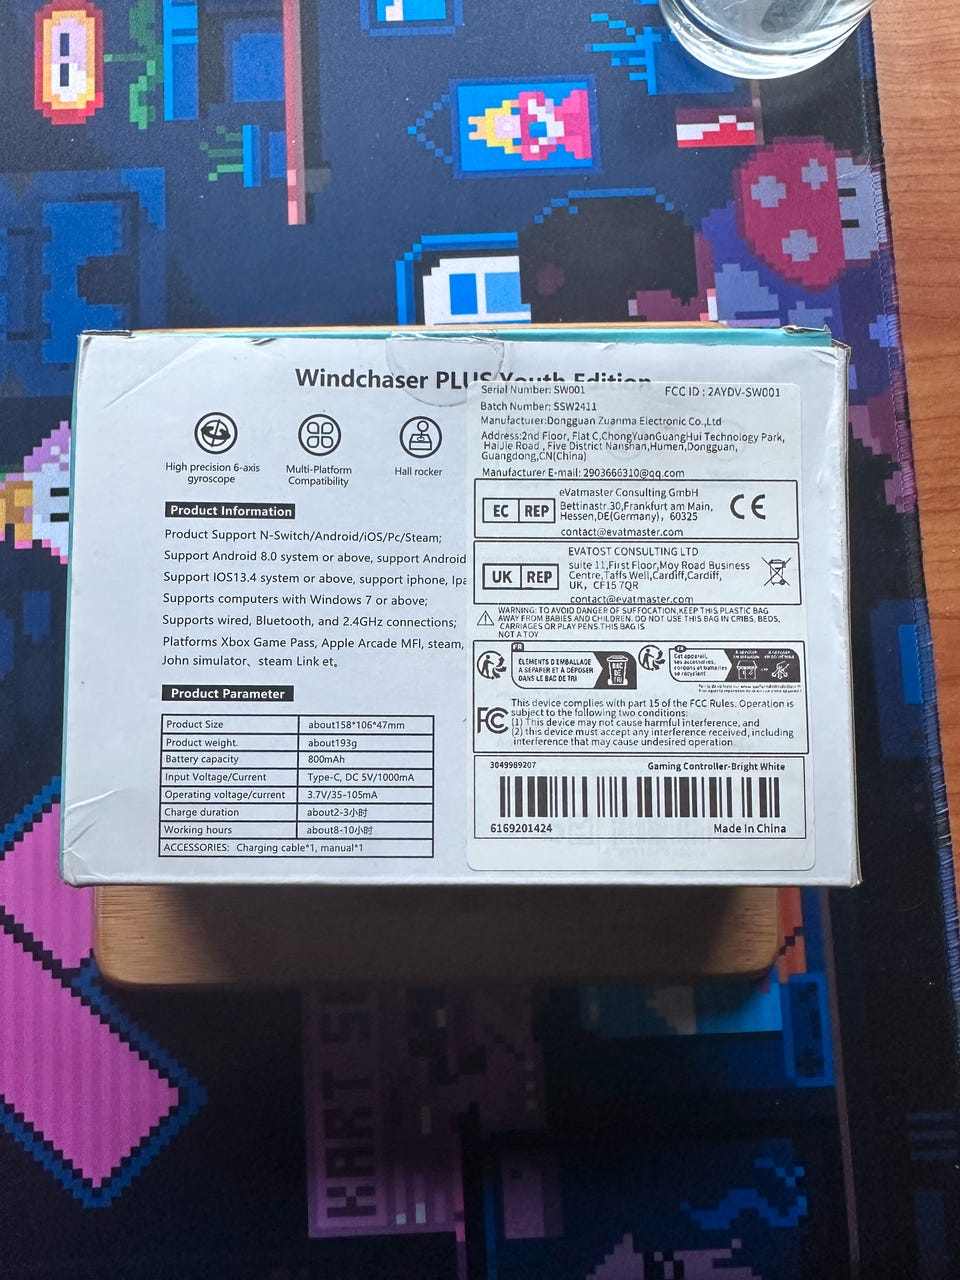 Windchaser PLUS Youth Edition
High precision 6-axis
gyroscope
Multi-Platform
Compatibility
Hall rocker
Product Information
Product Support N-Switch/Android/iOS/Pc/Steam;
Support Android 8.0 system or above, support Android
Support IOS13.4 system or above, support iphone, Ipa
Supports computers with Windows 7 or above;
Supports wired, Bluetooth, and 2.4GHz connections;
Platforms Xbox Game Pass, Apple Arcade MFI, steam,
John simulator、steam Link et。
Product Parameter
Product Size about158*106*47mm
Product weight. about193g
Battery capacity 800mAh
Input Voltage/Current Type-C, DC 5V/1000mA
Operating voltage/current 3.7V/35-105mA
Charge duration about2-3小时
Working hours about8-10小时
ACCESSORIES: Charging cable*1, manual*1
Serial Number: SW001 FCC ID : 2AYDV-SW001
Batch Number: SSW2411
Manufacturer:Dongguan Zuanma Electronic Co.,Ltd
Address:2nd Floor, Flat C,ChongYuanGuangHui Technology Park,
HaiJie Road , Five District Nanshan,Humen,Dongguan,
Guangdong,CN(China)
Manufacturer E-mail: 2903666310@qq.com
EC REP
eVatmaster Consulting GmbH
Bettinastr.30,Frankfurt am Main,
Hessen,DE(Germany), 60325
contact@evatmaster.com
CE
UK REP
EVATOST CONSULTING LTD
suite 11,First Floor,Moy Road Business
Centre,Taffs Well,Cardiff,Cardiff,
UK, CF15 7QR
contact@evatmaster.com
WARNING: TO AVOID DANGER OF SUFFOCATION,KEEP THIS PLASTIC BAG
AWAY FROM BABIES AND CHILDREN. DO NOT USE THIS BAG IN CRIBS, BEDS,
CARRIAGES OR PLAY PENS.THIS BAG IS
NOT A TOY
FR
ÉLÉMENTS D'EMBALLAGE
À SÉPARER ET À DÉPOSER
DANS LE BAC DE TRI
BAC
DE
TRI
FR
Cet appareil,
ses accessoires,
cordons et batteries
se recyclent
FC
This device complies with part 15 of the FCC Rules. Operation is
subject to the following two conditions:
(1) This device may not cause harmful interference, and
(2) this device must accept any interference received, including
interference that may cause undesired operation.
3049989207 Gaming Controller-Bright White
6169201424 Made In China
KART